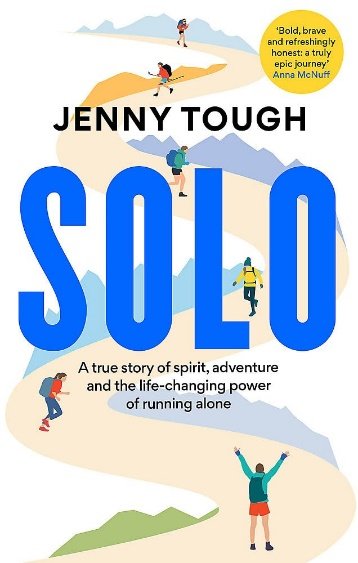 'Bold, brave
and refreshingly
honest: a truly
epic journey'
Anna McNuff
JENNY TOUGH
SOLO
A true story of spirit, adventure
and the life-changing power
of running alone